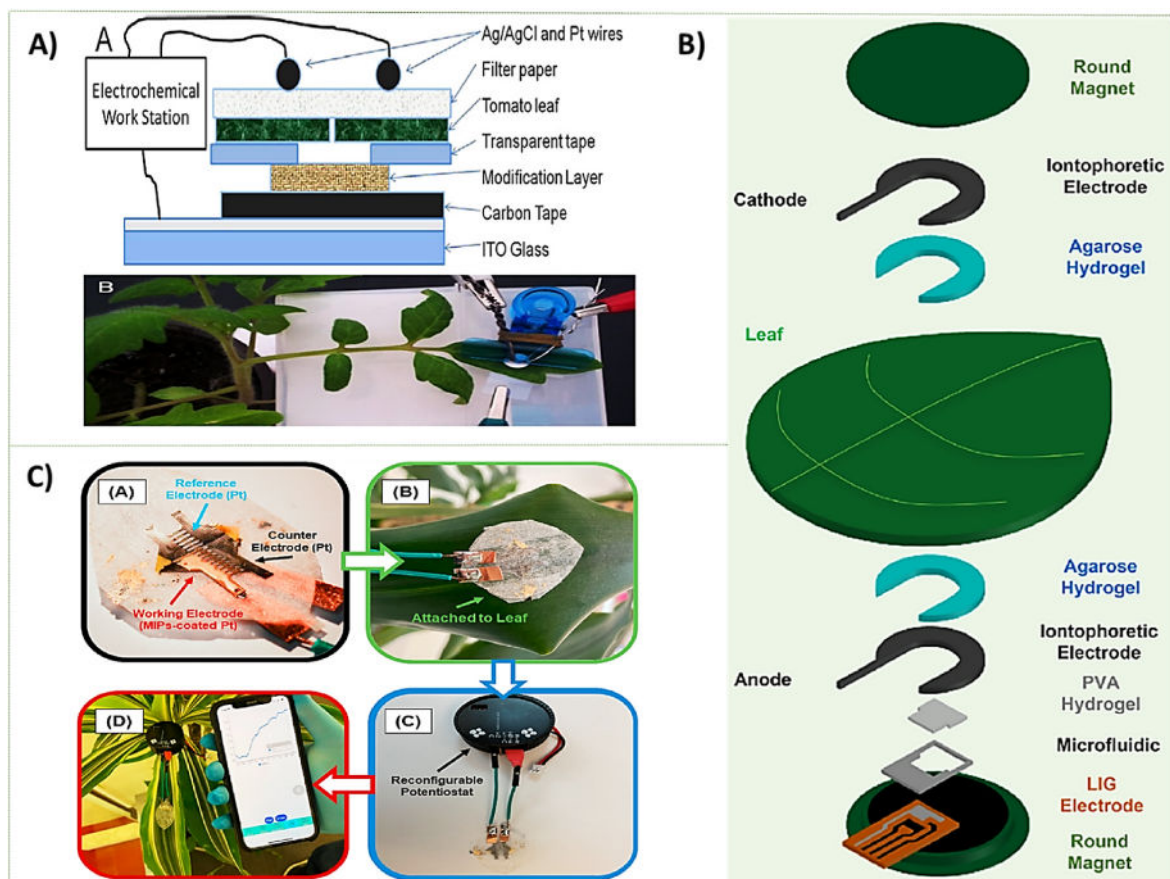 A)
A
Electrochemical
Work Station
Ag/AgCl and Pt wires
Filter paper
Tomato leaf
Transparent tape
Modification Layer
Carbon Tape
ITO Glass
B
B)
Round
Magnet
Iontophoretic
Electrode
Cathode
Agarose
Hydrogel
Leaf
Agarose
Hydrogel
Iontophoretic
Electrode
Anode
PVA
Hydrogel
Microfluidic
LIG
Electrode
Round
Magnet
C)
(A)
Reference
Electrode (Pt)
Counter
Electrode (Pt)
Working Electrode
(MIPs-coated Pt)
(B)
Attached to Leaf
(C)
Reconfigurable
Potentiostat
(D)